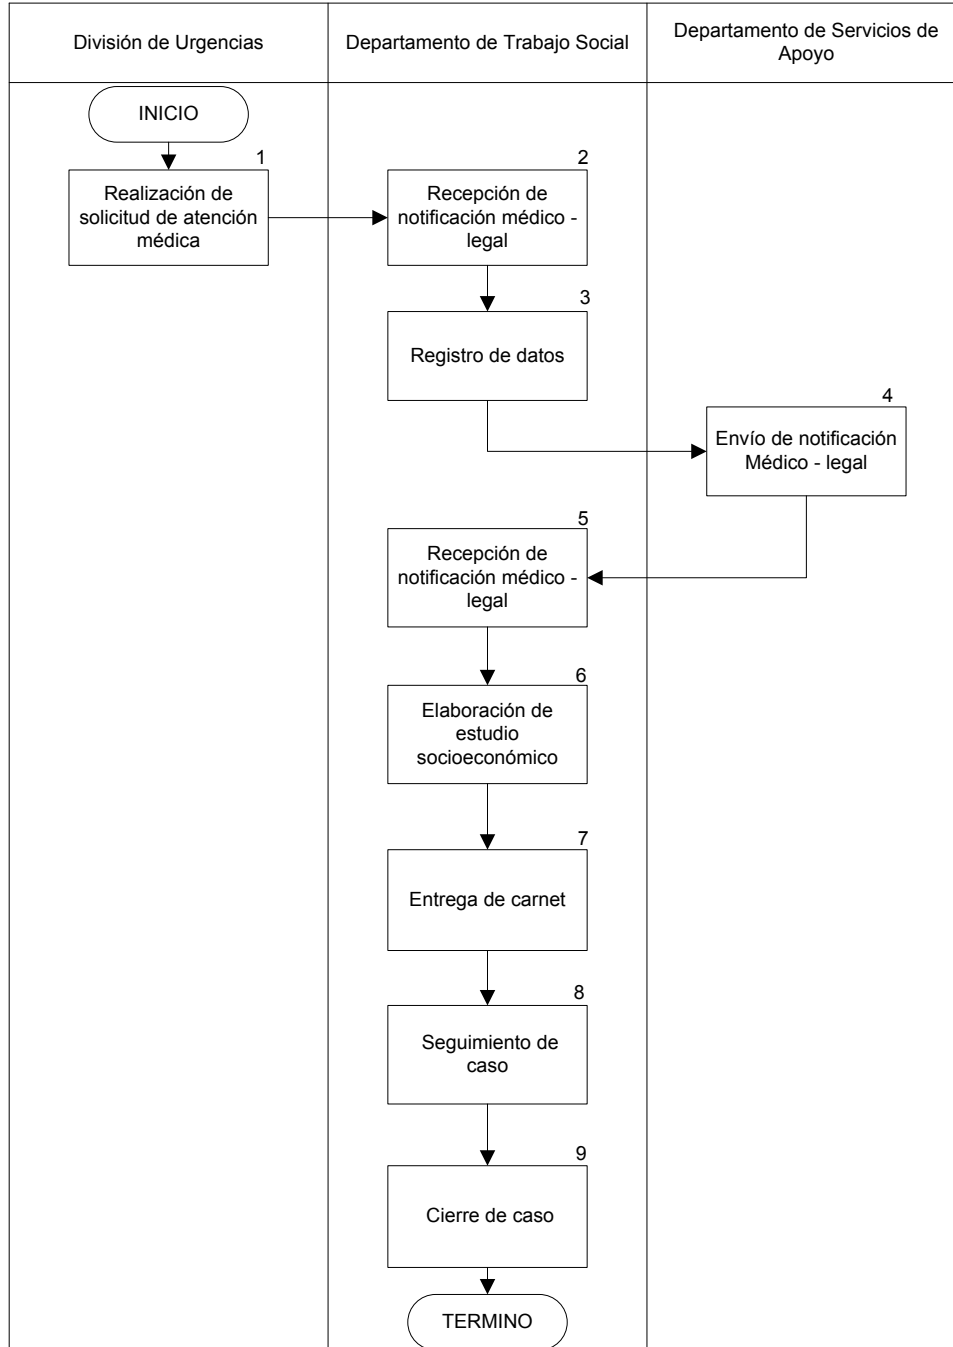 División de Urgencias
Departamento de Trabajo Social
Departamento de Servicios de
Apoyo
INICIO
1
Realización de
solicitud de atención
médica
2
Recepción de
notificación médico -
legal
3
Registro de datos
4
Envío de notificación
Médico - legal
5
Recepción de
notificación médico -
legal
6
Elaboración de
estudio
socioeconómico
7
Entrega de carnet
8
Seguimiento de
caso
9
Cierre de caso
TERMINO